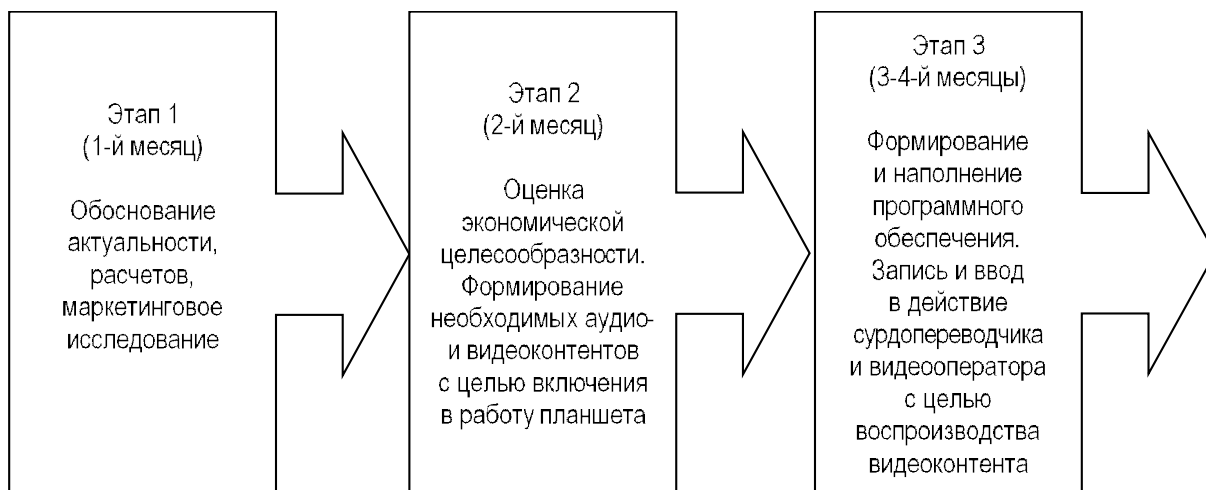 Этап 1
(1-й месяц)
Обоснование
актуальности,
расчетов,
маркетинговое
исследование
Этап 2
(2-й месяц)
Оценка
экономической
целесообразности.
Формирование
необходимых аудио-
и видеоконтентов
с целью включения
в работу планшета
Этап 3
(3-4-й месяцы)
Формирование
и наполнение
программного
обеспечения.
Запись и ввод
в действие
сурдопереводчика
и видеооператора
с целью
воспроизводства
видеоконтента